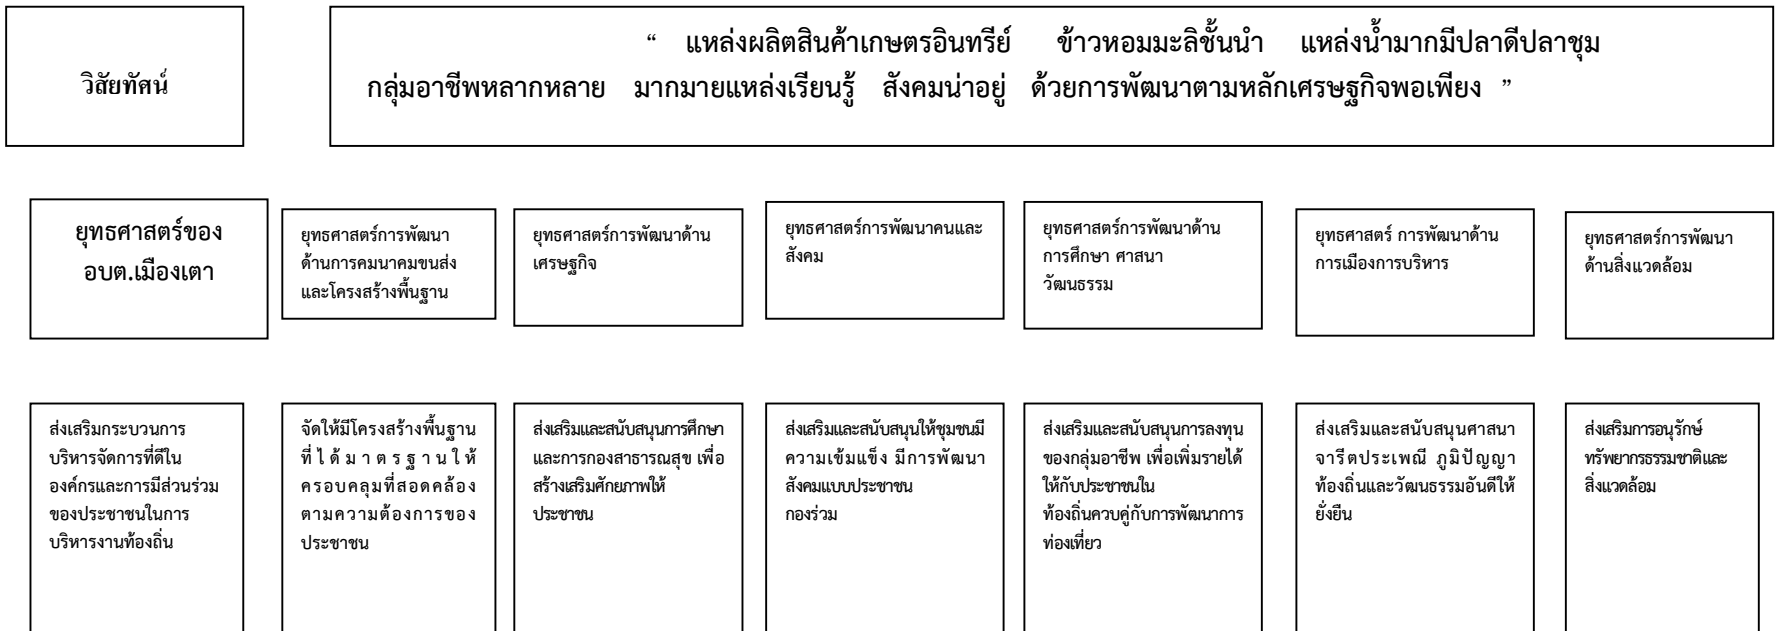 วิสัยทัศน์
“ แหล่งผลิตสินค้าเกษตรอินทรีย์ ข้าวหอมมะลิชั้นนำ แหล่งน้ำมากมีปลาดีปลาชุม
กลุ่มอาชีพหลากหลาย มากมายแหล่งเรียนรู้ สังคมน่าอยู่ ด้วยการพัฒนาตามหลักเศรษฐกิจพอเพียง ”
ยุทธศาสตร์ของ
อบต.เมืองเตา
ยุทธศาสตร์การพัฒนา
ด้านการคมนาคมขนส่ง
และโครงสร้างพื้นฐาน
ยุทธศาสตร์การพัฒนาด้าน
เศรษฐกิจ
ยุทธศาสตร์การพัฒนาคนและ
สังคม
ยุทธศาสตร์การพัฒนาด้าน
การศึกษา ศาสนา
วัฒนธรรม
ยุทธศาสตร์ การพัฒนาด้าน
การเมืองการบริหาร
ยุทธศาสตร์การพัฒนา
ด้านสิ่งแวดล้อม
ส่งเสริมกระบวนการ
บริหารจัดการที่ดีใน
องค์กรและการมีส่วนร่วม
ของประชาชนในการ
บริหารงานท้องถิ่น
จัดให้มีโครงสร้างพื้นฐาน
ที่ได้มาตรฐานให้
ครอบคลุมที่สอดคล้อง
ตามความต้องการของ
ประชาชน
ส่งเสริมและสนับสนุนการศึกษา
และการกองสาธารณสุข เพื่อ
สร้างเสริมศักยภาพให้
ประชาชน
ส่งเสริมและสนับสนุนให้ชุมชนมี
ความเข้มแข็ง มีการพัฒนา
สังคมแบบประชาชน
กองร่วม
ส่งเสริมและสนับสนุนการลงทุน
ของกลุ่มอาชีพ เพื่อเพิ่มรายได้
ให้กับประชาชนใน
ท้องถิ่นควบคู่กับการพัฒนาการ
ท่องเที่ยว
ส่งเสริมและสนับสนุนศาสนา
จารีตประเพณี ภูมิปัญญา
ท้องถิ่นและวัฒนธรรมอันดีให้
ยั่งยืน
ส่งเสริมการอนุรักษ์
ทรัพยากรธรรมชาติและ
สิ่งแวดล้อม